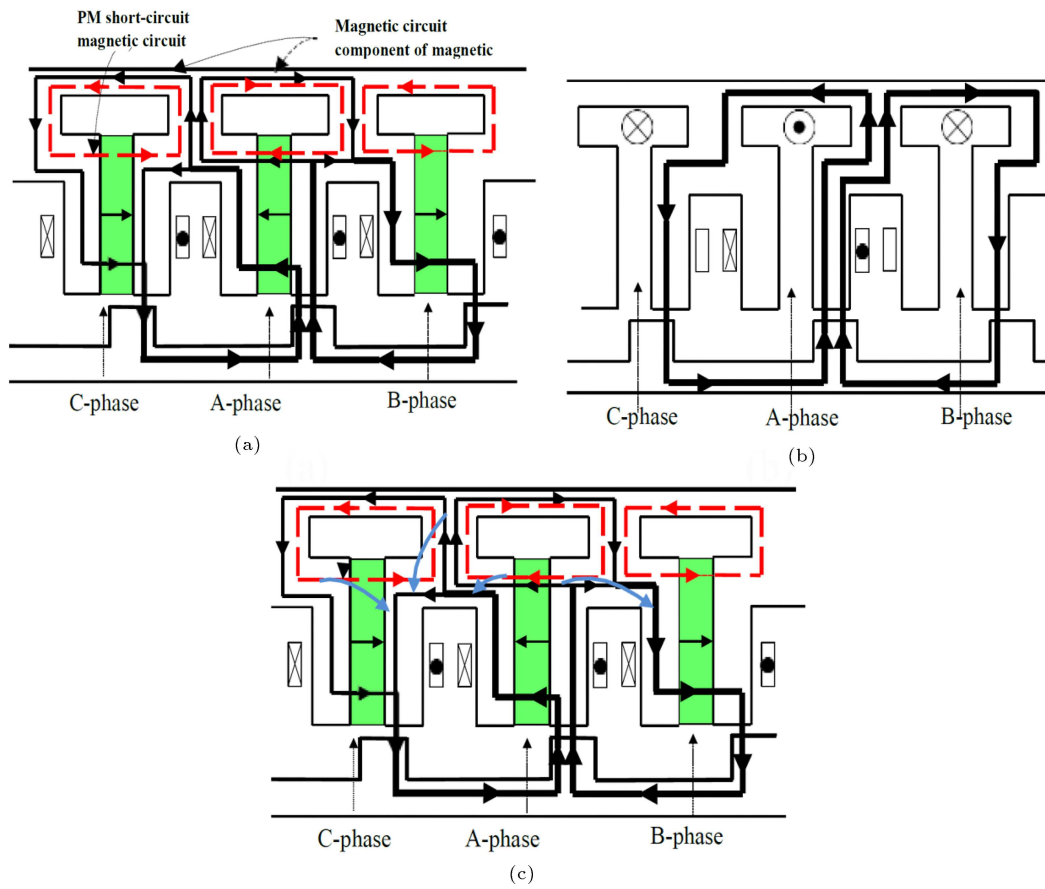 PM short-circuit
magnetic circuit
Magnetic circuit
component of magnetic
C-phase
A-phase
B-phase
(a)
C-phase
A-phase
B-phase
(b)
C-phase
A-phase
B-phase
(c)